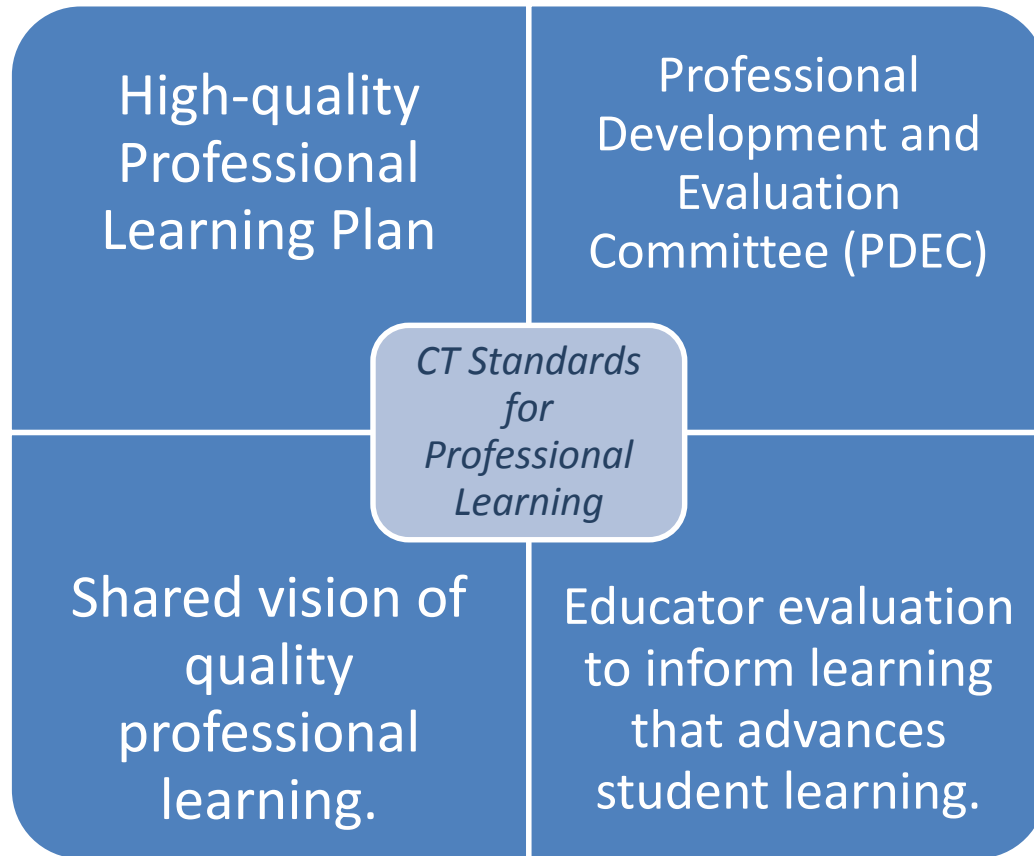 High-quality
Professional
Learning Plan
Professional
Development and
Evaluation
Committee (PDEC)
CT Standards
for
Professional
Learning
Shared vision of
quality
professional
learning.
Educator evaluation
to inform learning
that advances
student learning.